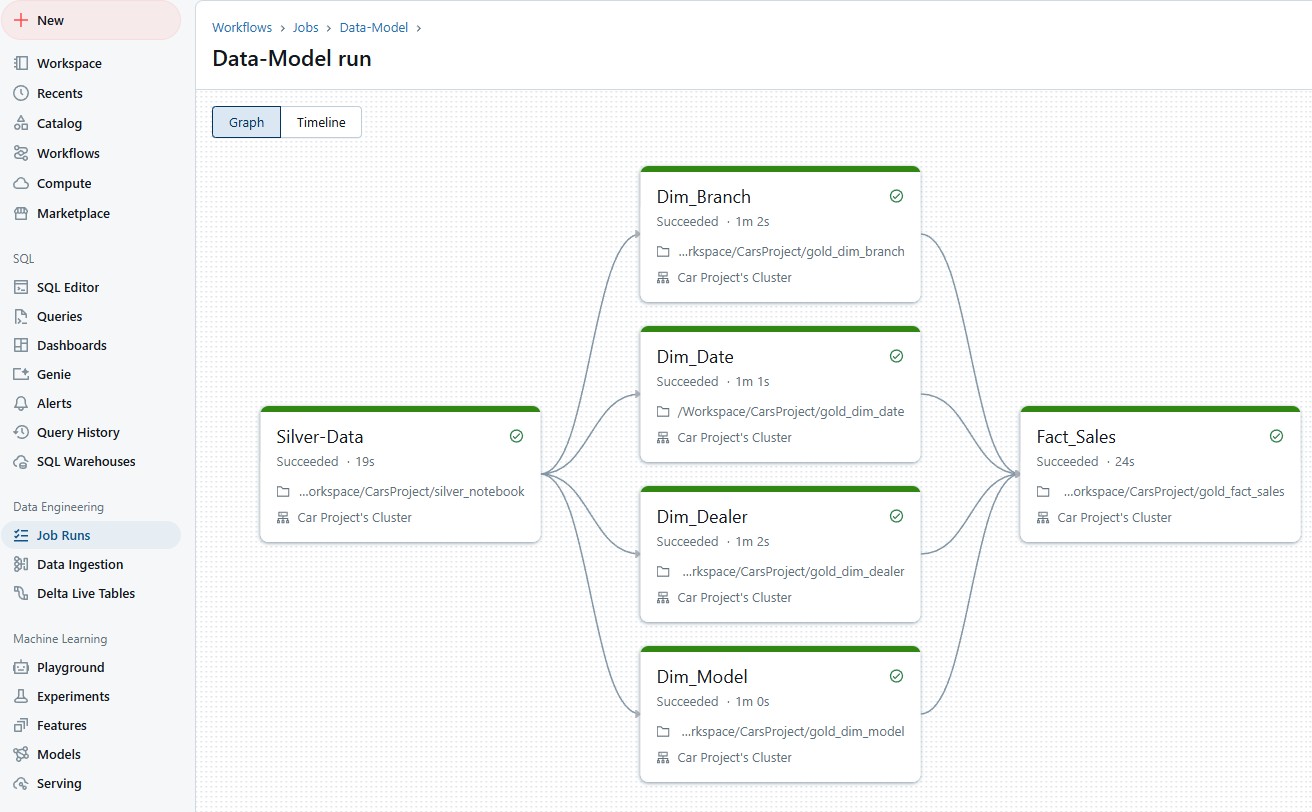 New
Workspace
Recents
Catalog
Workflows
Compute
Marketplace
SQL
SQL Editor
Queries
Dashboards
Genie
Alerts
Query History
SQL Warehouses
Data Engineering
Job Runs
Data Ingestion
Delta Live Tables
Machine Learning
Playground
Experiments
Features
Models
Serving
Workflows › Jobs › Data-Model ›
Data-Model run
Graph Timeline
Silver-Data
Succeeded · 19s
...orkspace/CarsProject/silver_notebook
Car Project's Cluster
Dim_Branch
Succeeded · 1m 2s
...rkspace/CarsProject/gold_dim_branch
Car Project's Cluster
Dim_Date
Succeeded · 1m 1s
/Workspace/CarsProject/gold_dim_date
Car Project's Cluster
Dim_Dealer
Succeeded · 1m 2s
...rkspace/CarsProject/gold_dim_dealer
Car Project's Cluster
Dim_Model
Succeeded · 1m 0s
...rkspace/CarsProject/gold_dim_model
Car Project's Cluster
Fact_Sales
Succeeded · 24s
...orkspace/CarsProject/gold_fact_sales
Car Project's Cluster